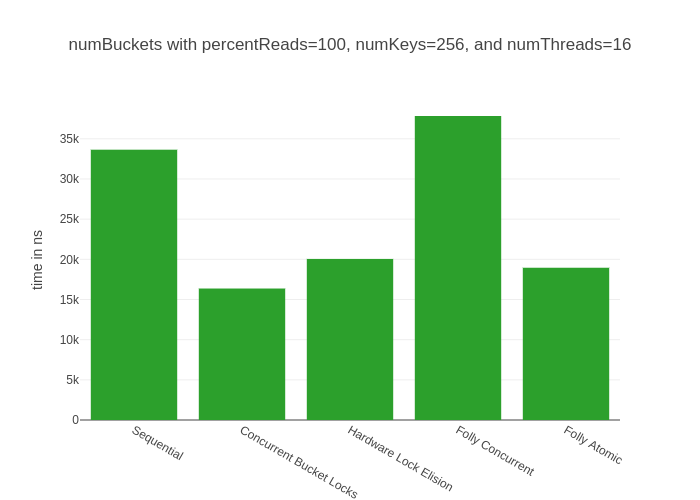 numBuckets with percentReads=100, numKeys=256, and numThreads=16
35k
30k
25k
20k
15k
10k
5k
0
time in ns
Sequential
Concurrent Bucket Locks
Hardware Lock Elision
Folly Concurrent
Folly Atomic